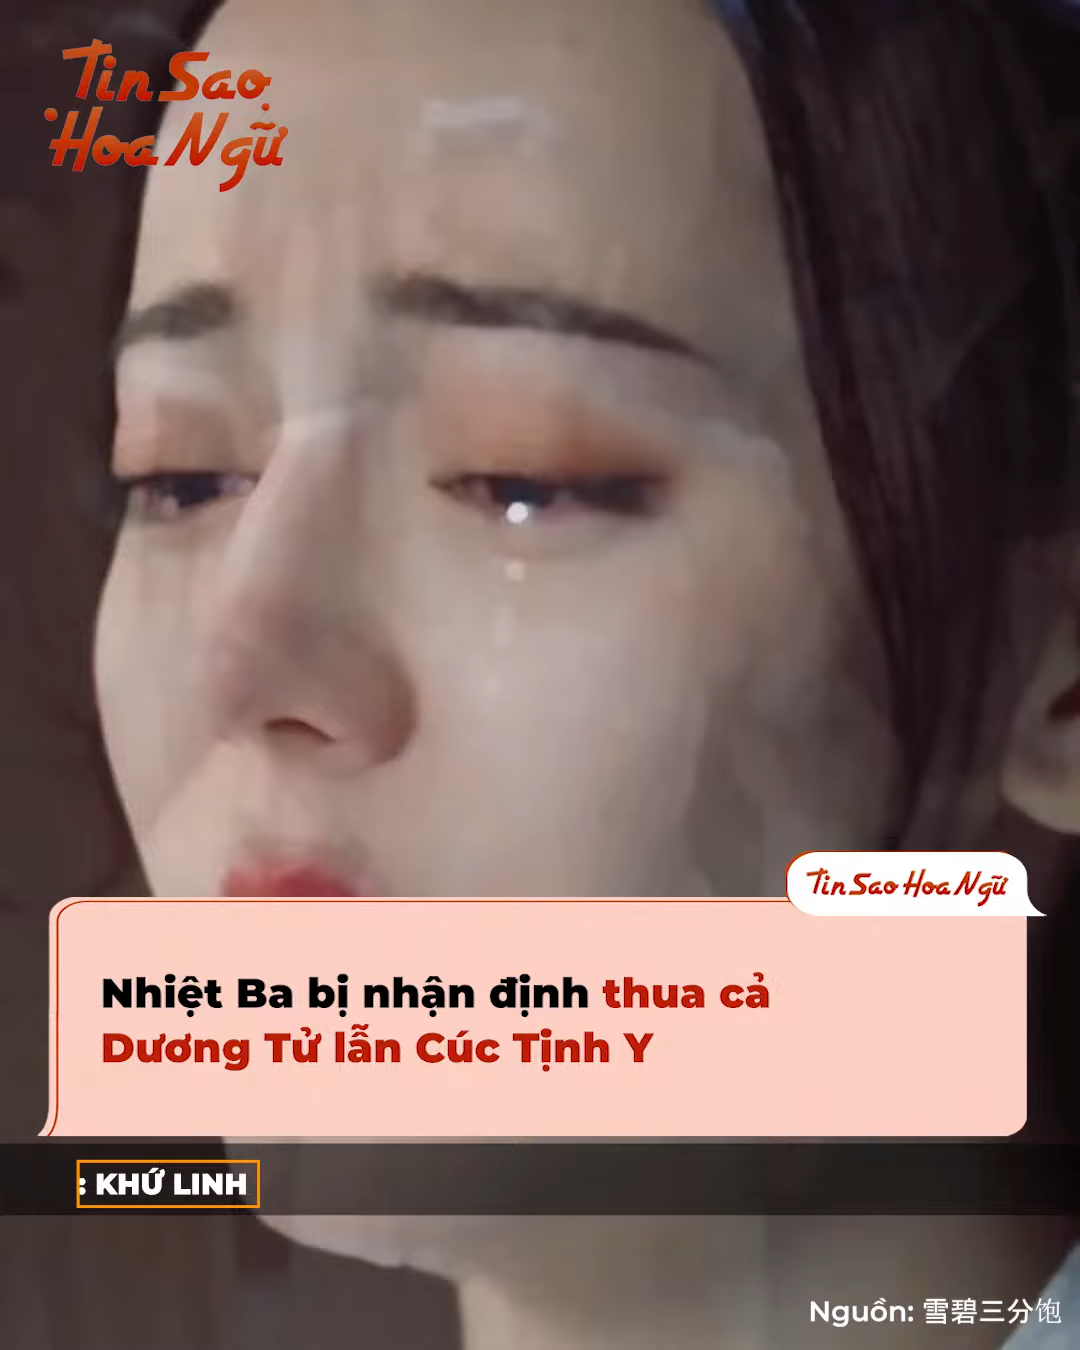 Tin Sao
Hoa Ngữ
Tin Sao Hoa Ngữ
Nhiệt Ba bị nhận định thua cả
Dương Tử lẫn Cúc Tịnh Y
: KHỨ LINH
Nguồn: 雪碧三分饱